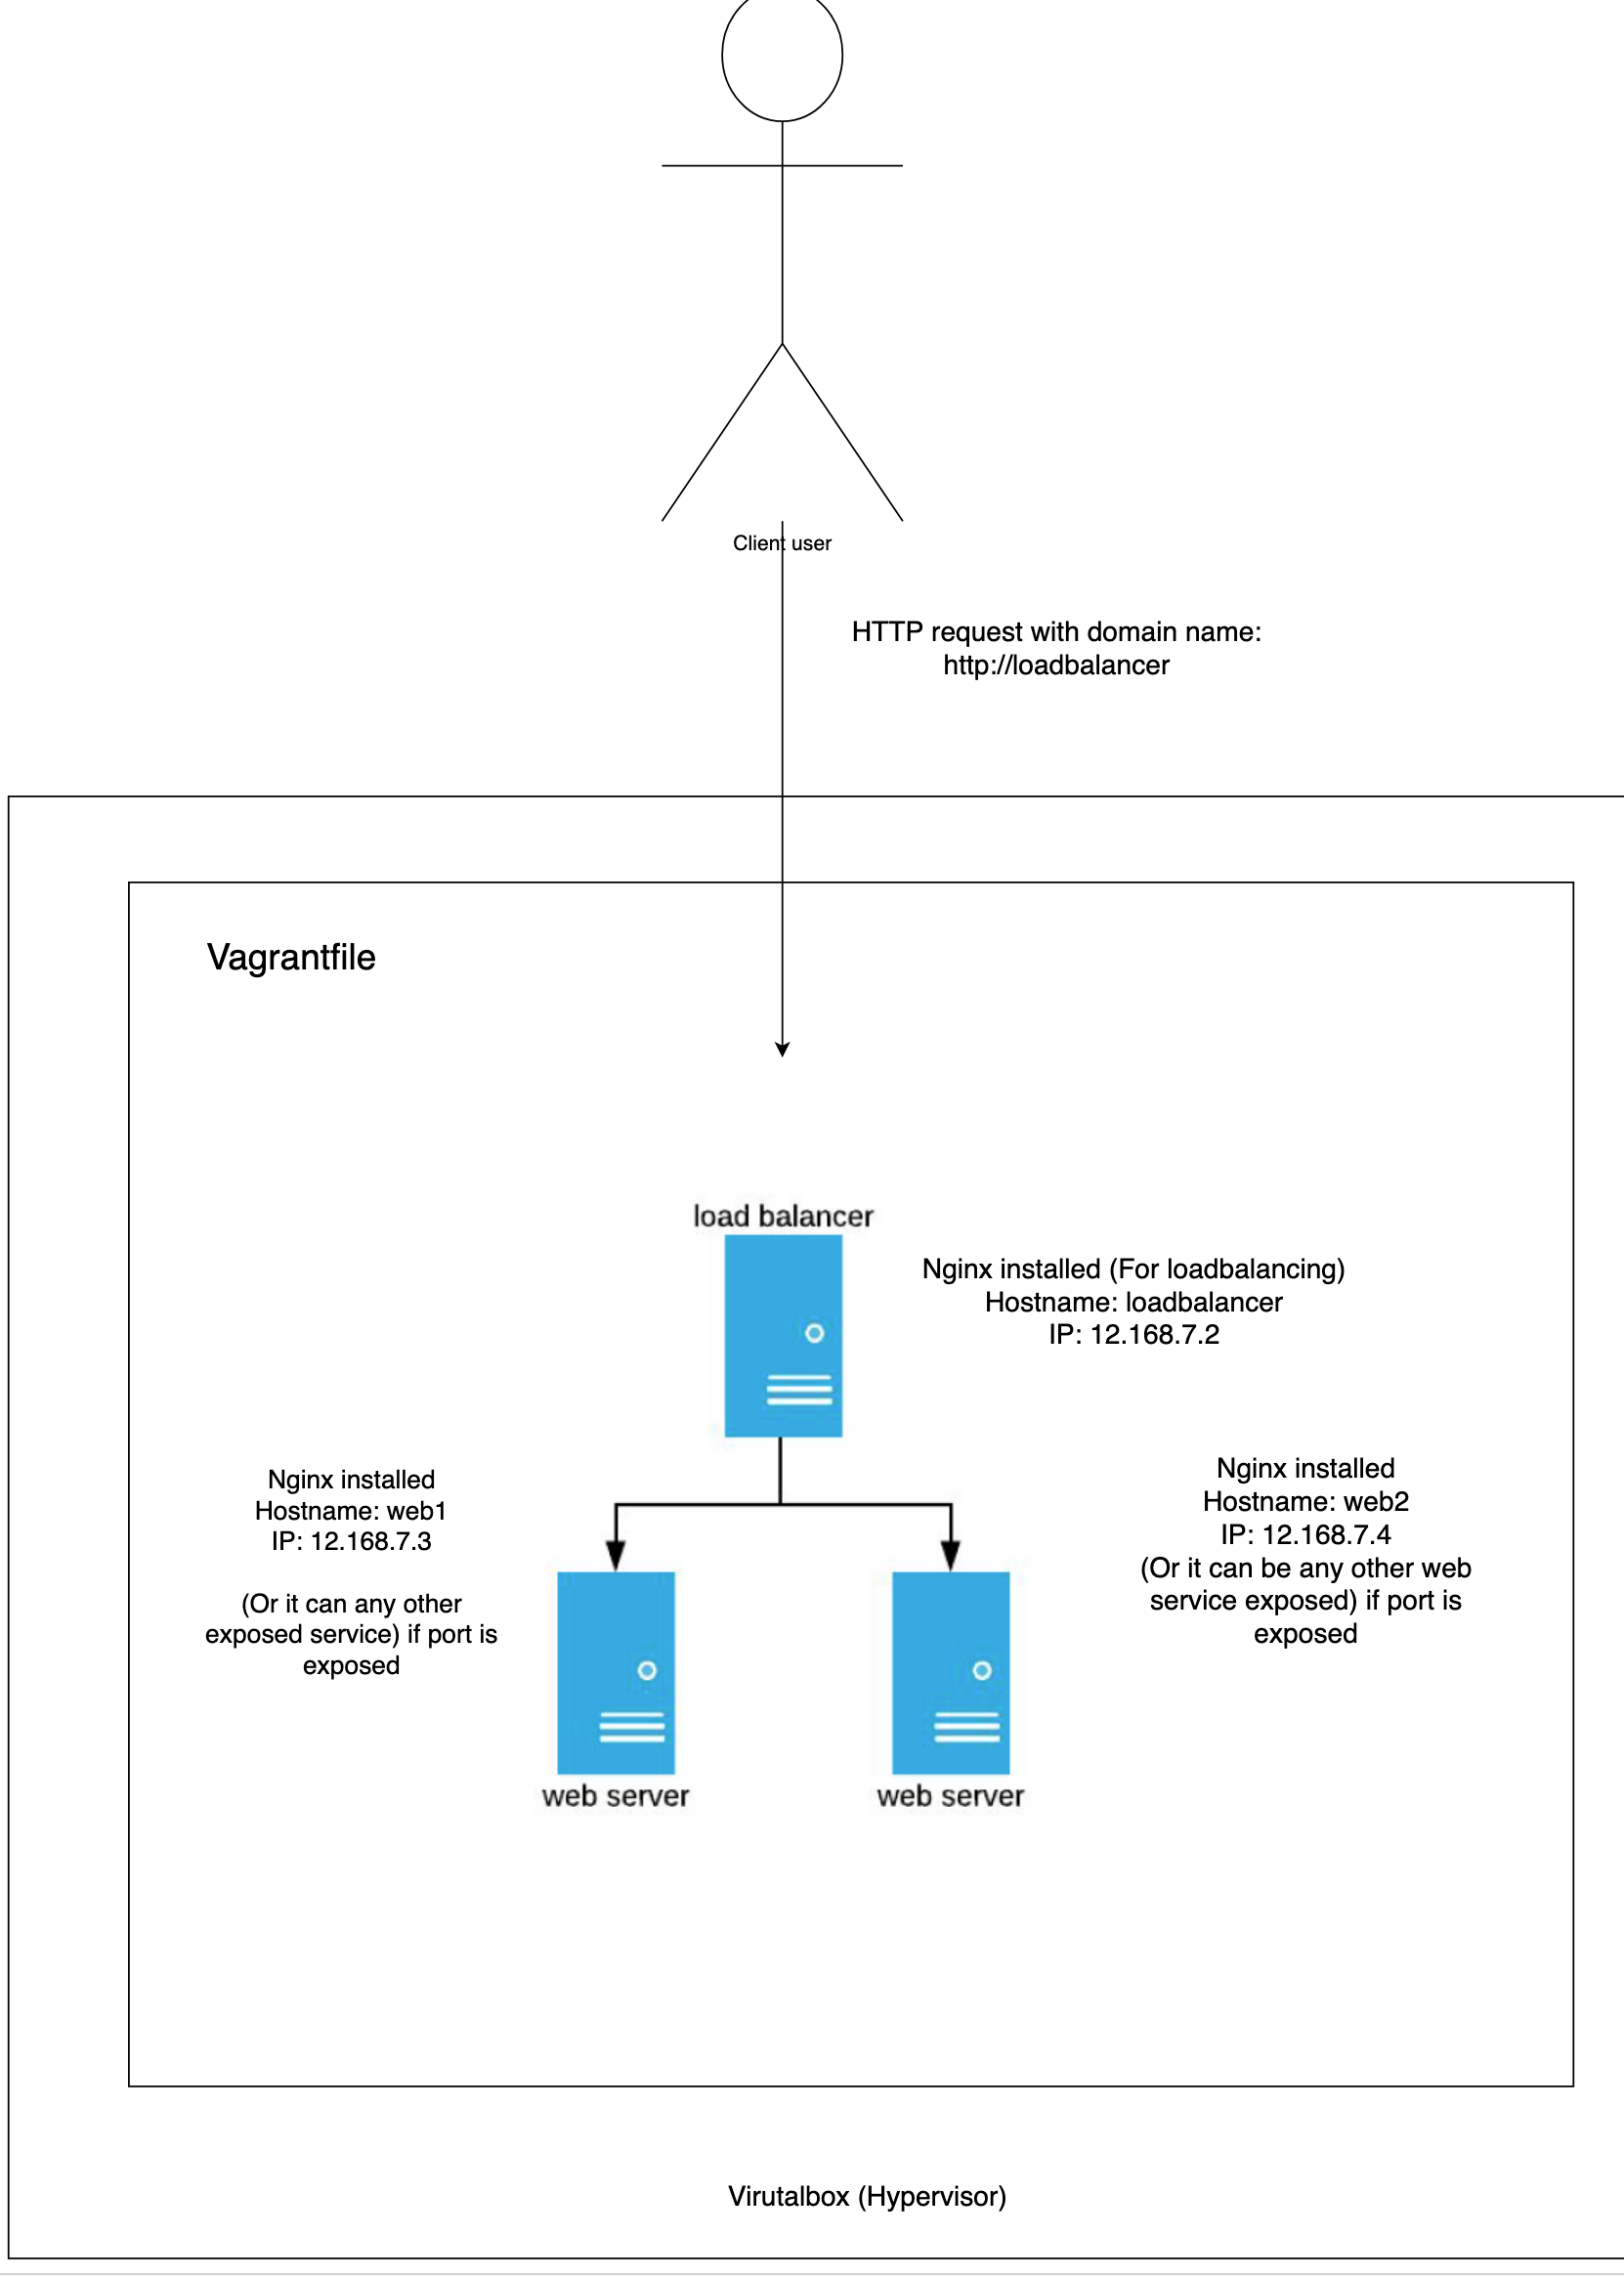 Client user
HTTP request with domain name:
http://loadbalancer
Vagrantfile
load balancer
Nginx installed (For loadbalancing)
Hostname: loadbalancer
IP: 12.168.7.2
Nginx installed
Hostname: web1
IP: 12.168.7.3
(Or it can any other
exposed service) if port is
exposed
Nginx installed
Hostname: web2
IP: 12.168.7.4
(Or it can be any other web
service exposed) if port is
exposed
web server
web server
Virutalbox (Hypervisor)